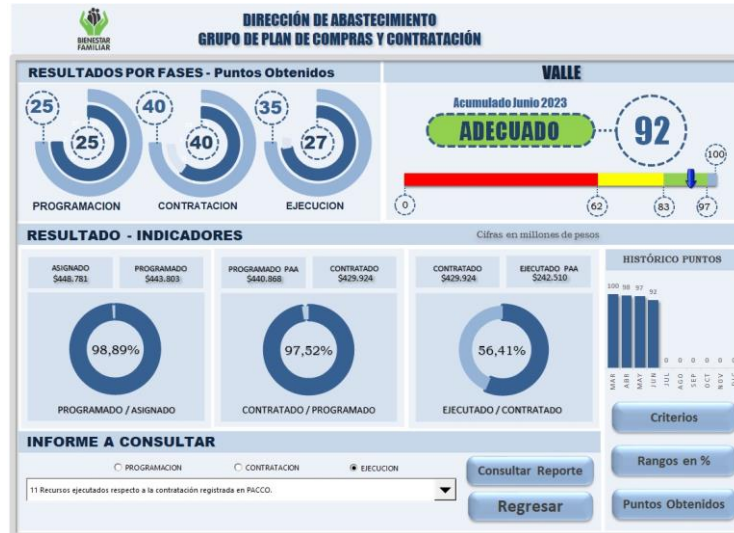 BIENESTAR
FAMILIAR
DIRECCIÓN DE ABASTECIMIENTO
GRUPO DE PLAN DE COMPRAS Y CONTRATACIÓN
RESULTADOS POR FASES - Puntos Obtenidos
25
25
PROGRAMACION
40
40
CONTRATACION
35
27
EJECUCION
VALLE
Acumulado Junio 2023
ADECUADO
92
100
0
62
83
97
RESULTADO - INDICADORES
Cifras en millones de pesos
ASIGNADO
$448.781
PROGRAMADO
$443.803
98,89%
PROGRAMADO / ASIGNADO
PROGRAMADO PAA
$440.868
CONTRATADO
$429.924
97,52%
CONTRATADO / PROGRAMADO
CONTRATADO
$429.924
EJECUTADO PAA
$242.510
56,41%
EJECUTADO / CONTRATADO
HISTÓRICO PUNTOS
100 98 97 92
0 0 0 0 0 0
MAR ABR MAY JUN JUL AGO SEP OCT NOV DIC
INFORME A CONSULTAR
PROGRAMACION CONTRATACION EJECUCION
11 Recursos ejecutados respecto a la contratación registrada en PACCO.
Consultar Reporte
Regresar
Criterios
Rangos en %
Puntos Obtenidos